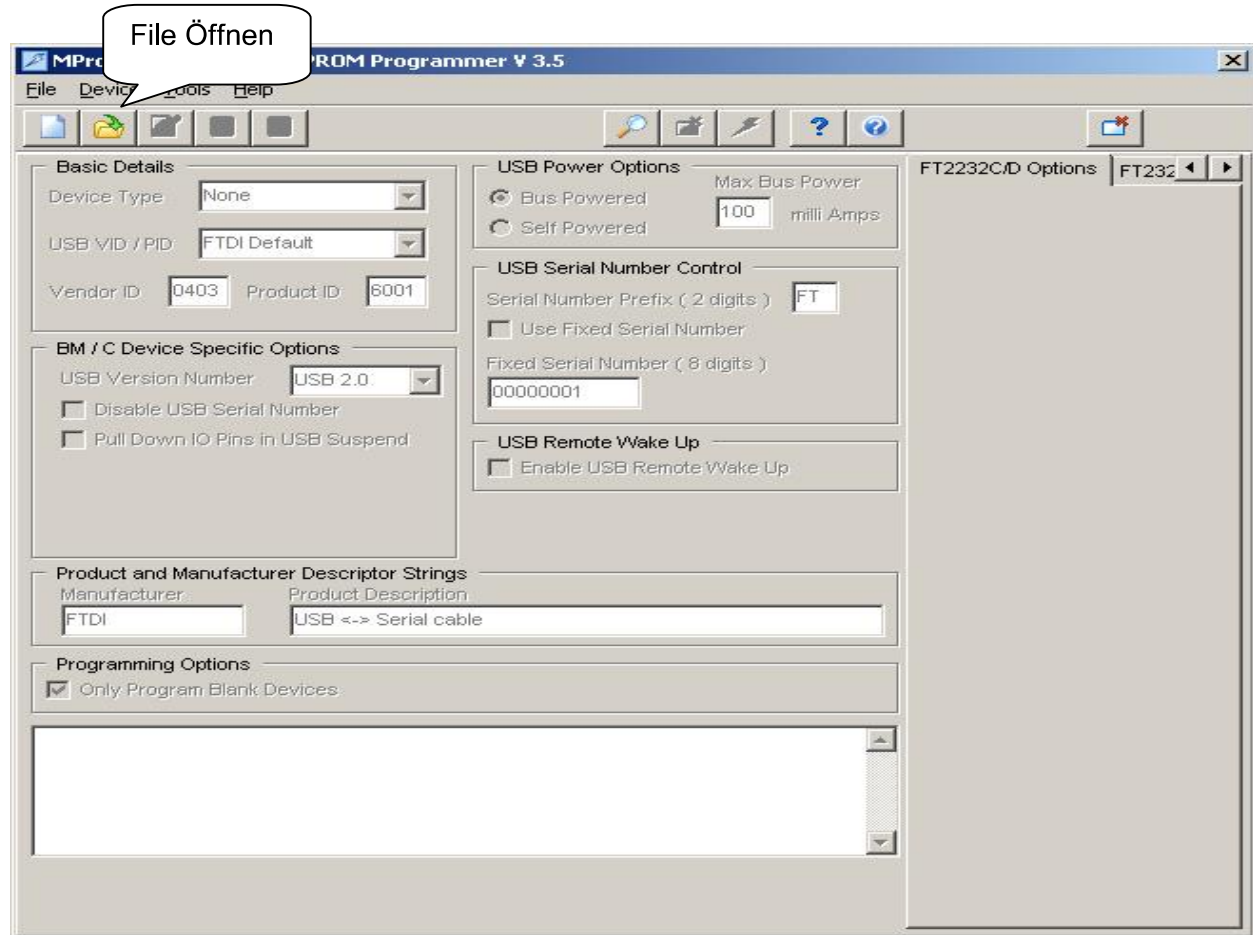 File Öffnen
MPro PROM Programmer V 3.5
File Device Tools Help
Basic Details
Device Type None
USB VID / PID FTDI Default
Vendor ID 0403 Product ID 6001
BM / C Device Specific Options
USB Version Number USB 2.0
Disable USB Serial Number
Pull Down IO Pins in USB Suspend
USB Power Options
Max Bus Power
Bus Powered
100 milli Amps
Self Powered
USB Serial Number Control
Serial Number Prefix ( 2 digits ) FT
Use Fixed Serial Number
Fixed Serial Number ( 8 digits )
00000001
USB Remote Wake Up
Enable USB Remote Wake Up
FT2232C/D Options FT232
Product and Manufacturer Descriptor Strings
Manufacturer Product Description
FTDI USB <-> Serial cable
Programming Options
Only Program Blank Devices